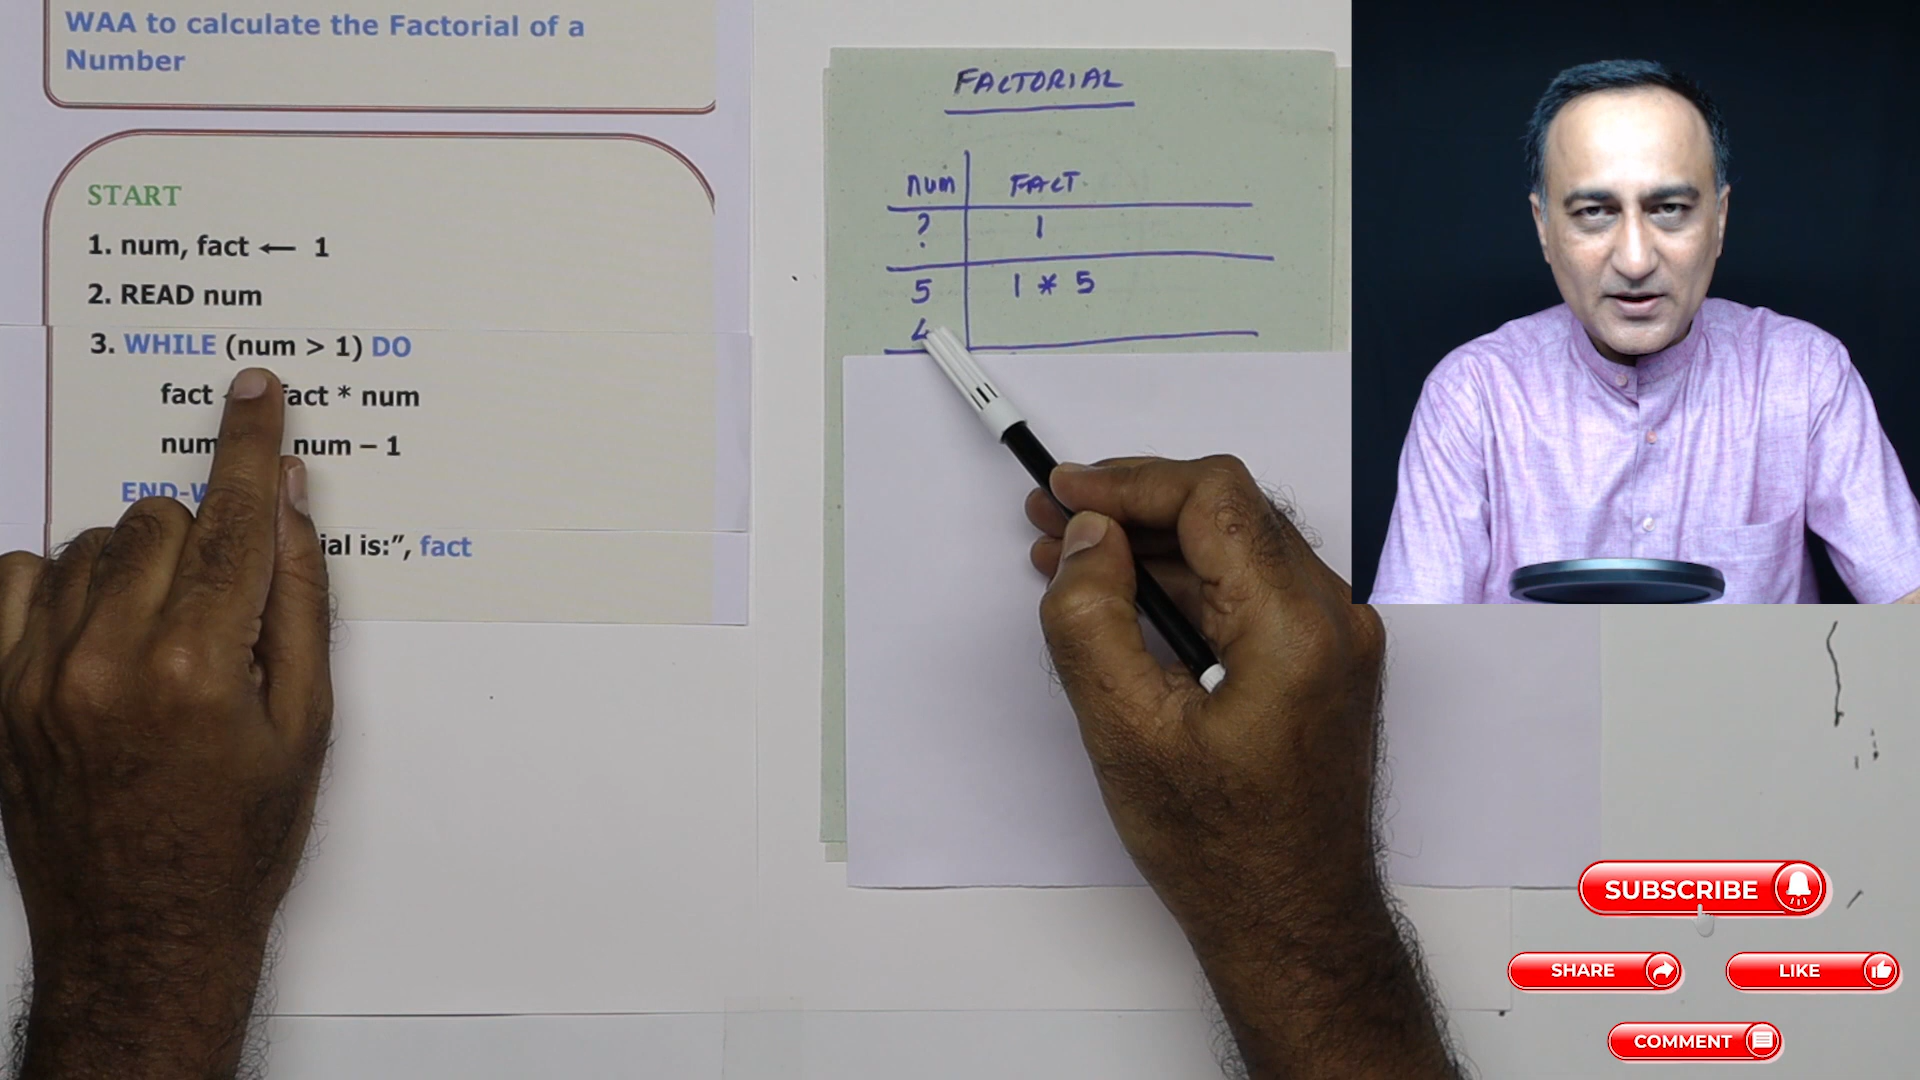 WAA to calculate the Factorial of a
Number
START
1. num, fact ← 1
2. READ num
3. WHILE (num > 1) DO
fact fact * num
num num – 1
END-W
ial is:”, fact
FACTORIAL
num FACT.
? 1
5 1 * 5
4
SUBSCRIBE
SHARE
LIKE
COMMENT